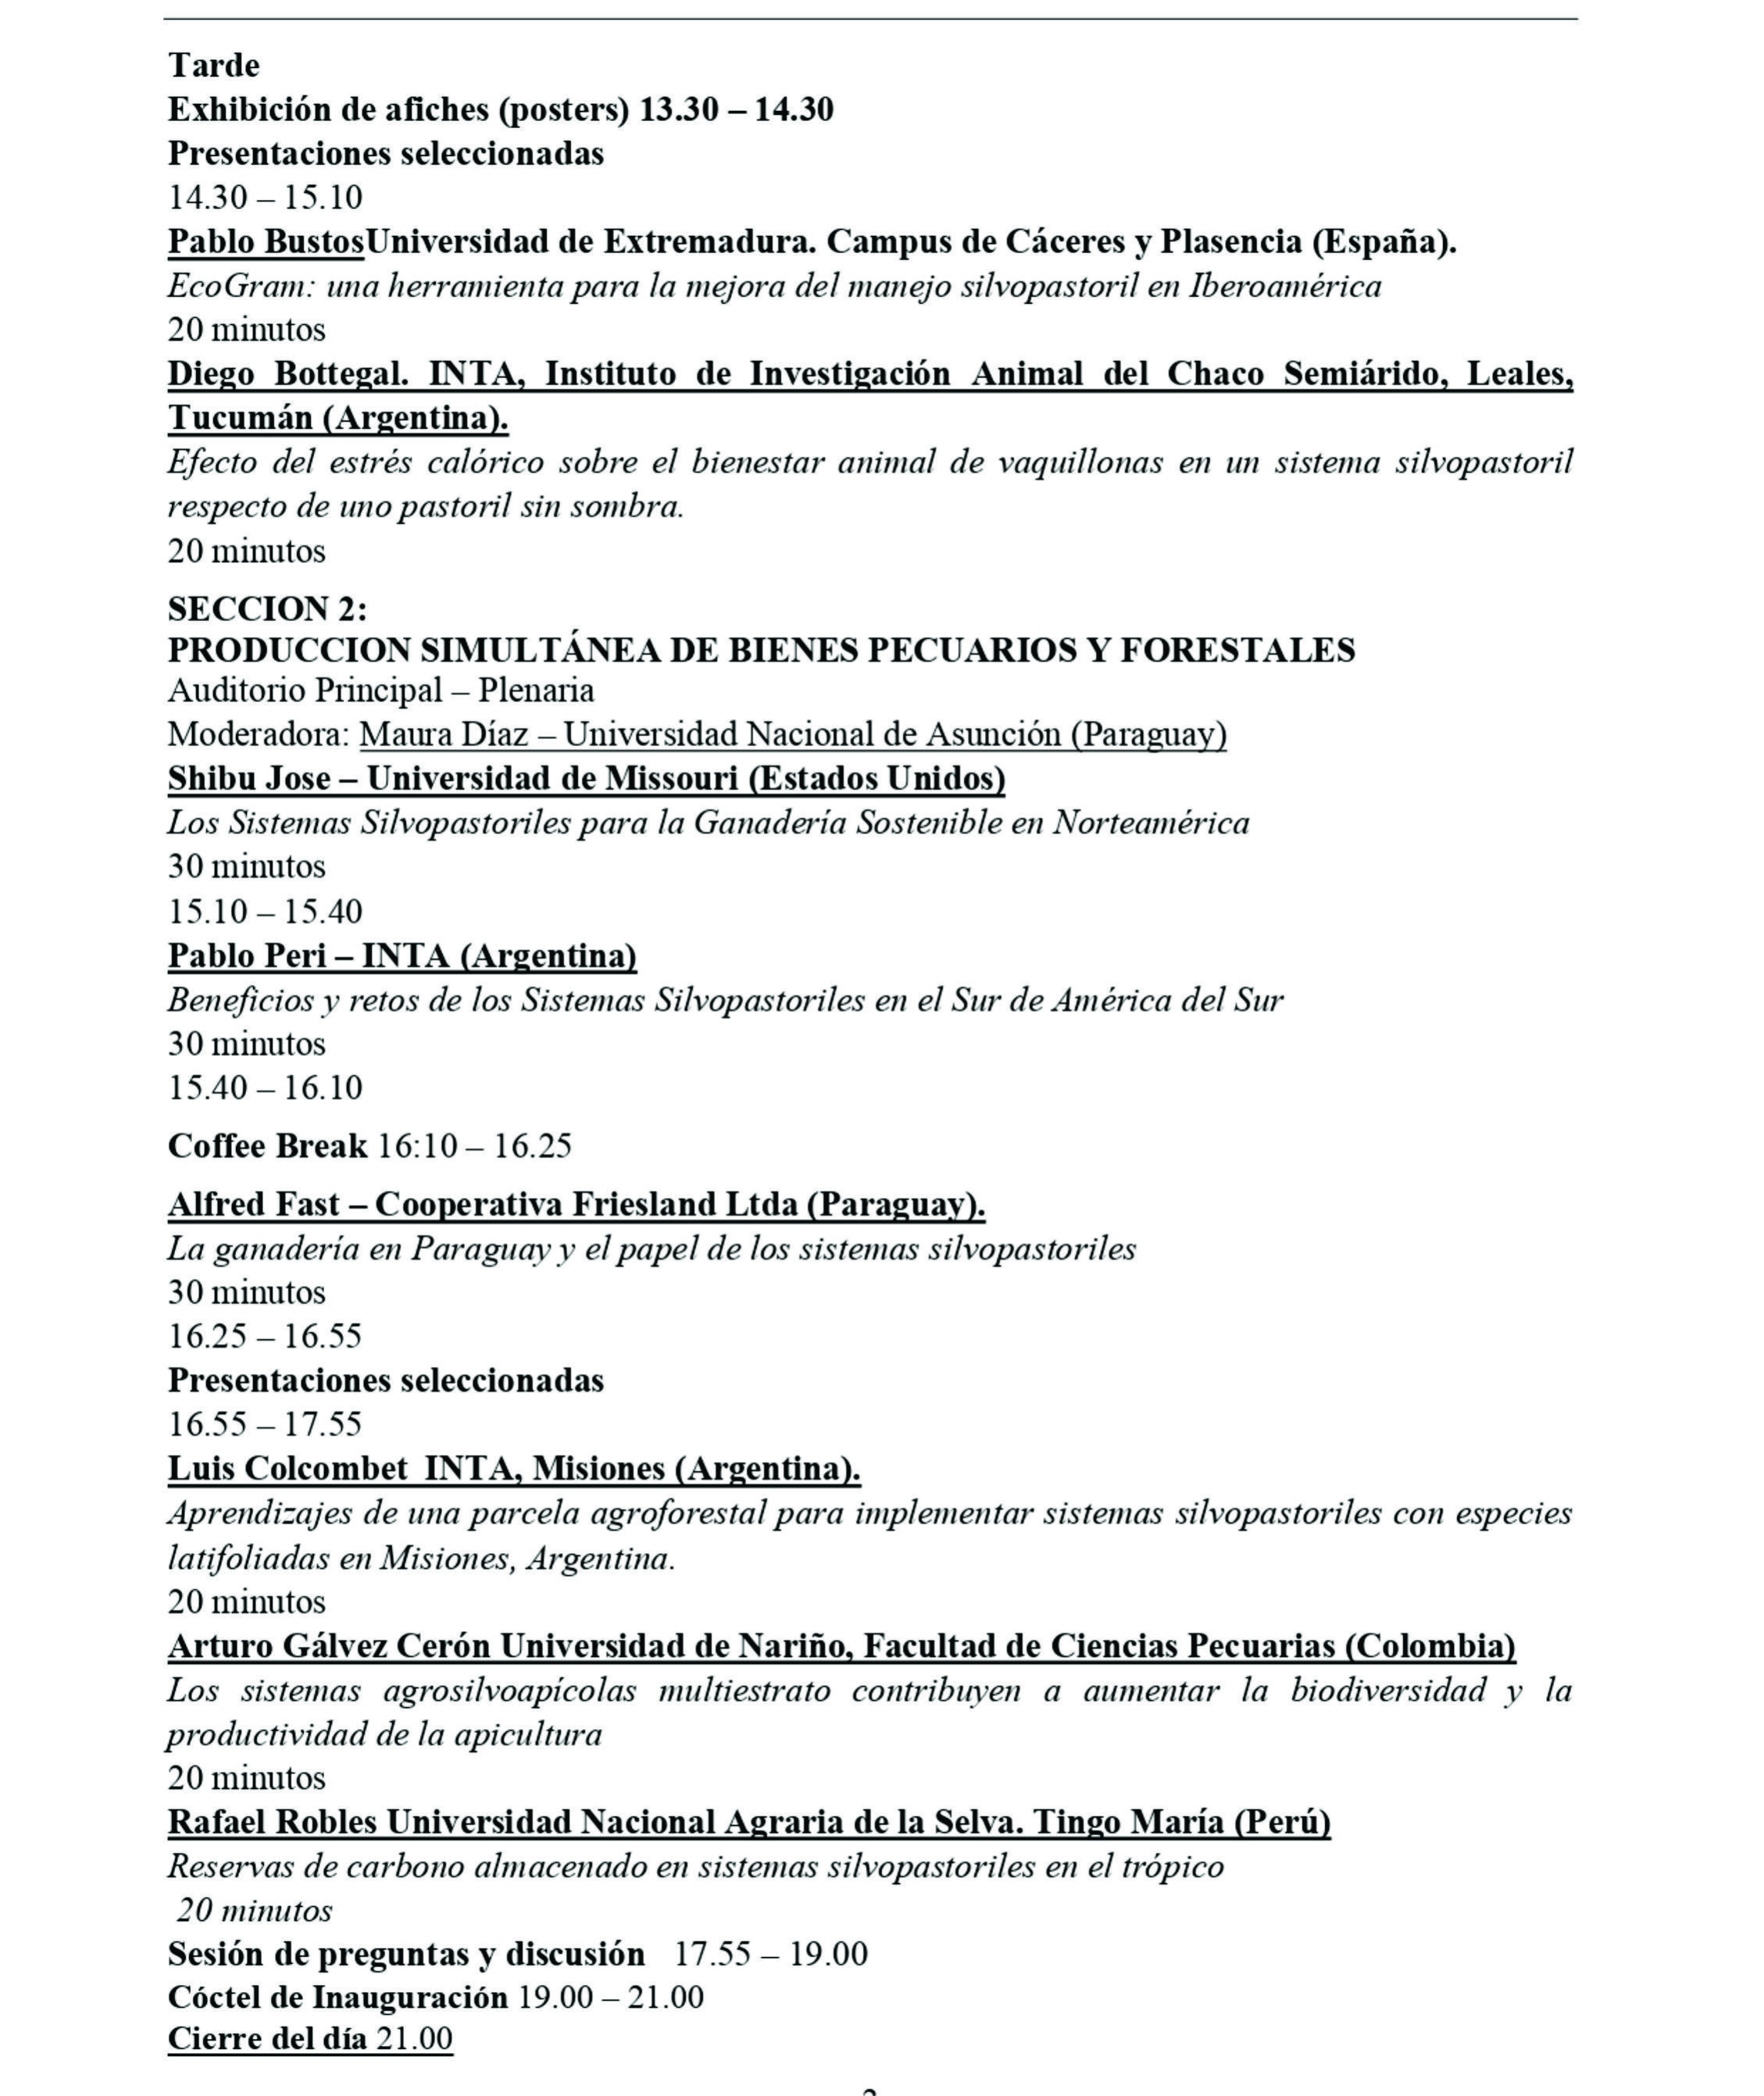 Tarde
Exhibición de afiches (posters) 13.30 – 14.30
Presentaciones seleccionadas
14.30 – 15.10
Pablo BustosUniversidad de Extremadura. Campus de Cáceres y Plasencia (España).
EcoGram: una herramienta para la mejora del manejo silvopastoril en Iberoamérica
20 minutos
Diego Bottegal. INTA, Instituto de Investigación Animal del Chaco Semiárido, Leales,
Tucumán (Argentina).
Efecto del estrés calórico sobre el bienestar animal de vaquillonas en un sistema silvopastoril
respecto de uno pastoril sin sombra.
20 minutos
SECCION 2:
PRODUCCION SIMULTÁNEA DE BIENES PECUARIOS Y FORESTALES
Auditorio Principal – Plenaria
Moderadora: Maura Díaz – Universidad Nacional de Asunción (Paraguay)
Shibu Jose – Universidad de Missouri (Estados Unidos)
Los Sistemas Silvopastoriles para la Ganadería Sostenible en Norteamérica
30 minutos
15.10 – 15.40
Pablo Peri – INTA (Argentina)
Beneficios y retos de los Sistemas Silvopastoriles en el Sur de América del Sur
30 minutos
15.40 – 16.10
Coffee Break 16:10 – 16.25
Alfred Fast – Cooperativa Friesland Ltda (Paraguay).
La ganadería en Paraguay y el papel de los sistemas silvopastoriles
30 minutos
16.25 – 16.55
Presentaciones seleccionadas
16.55 – 17.55
Luis Colcombet INTA, Misiones (Argentina).
Aprendizajes de una parcela agroforestal para implementar sistemas silvopastoriles con especies
latifoliadas en Misiones, Argentina.
20 minutos
Arturo Gálvez Cerón Universidad de Nariño, Facultad de Ciencias Pecuarias (Colombia)
Los sistemas agrosilvoapícolas multiestrato contribuyen a aumentar la biodiversidad y la
productividad de la apicultura
20 minutos
Rafael Robles Universidad Nacional Agraria de la Selva. Tingo María (Perú)
Reservas de carbono almacenado en sistemas silvopastoriles en el trópico
20 minutos
Sesión de preguntas y discusión 17.55 – 19.00
Cóctel de Inauguración 19.00 – 21.00
Cierre del día 21.00